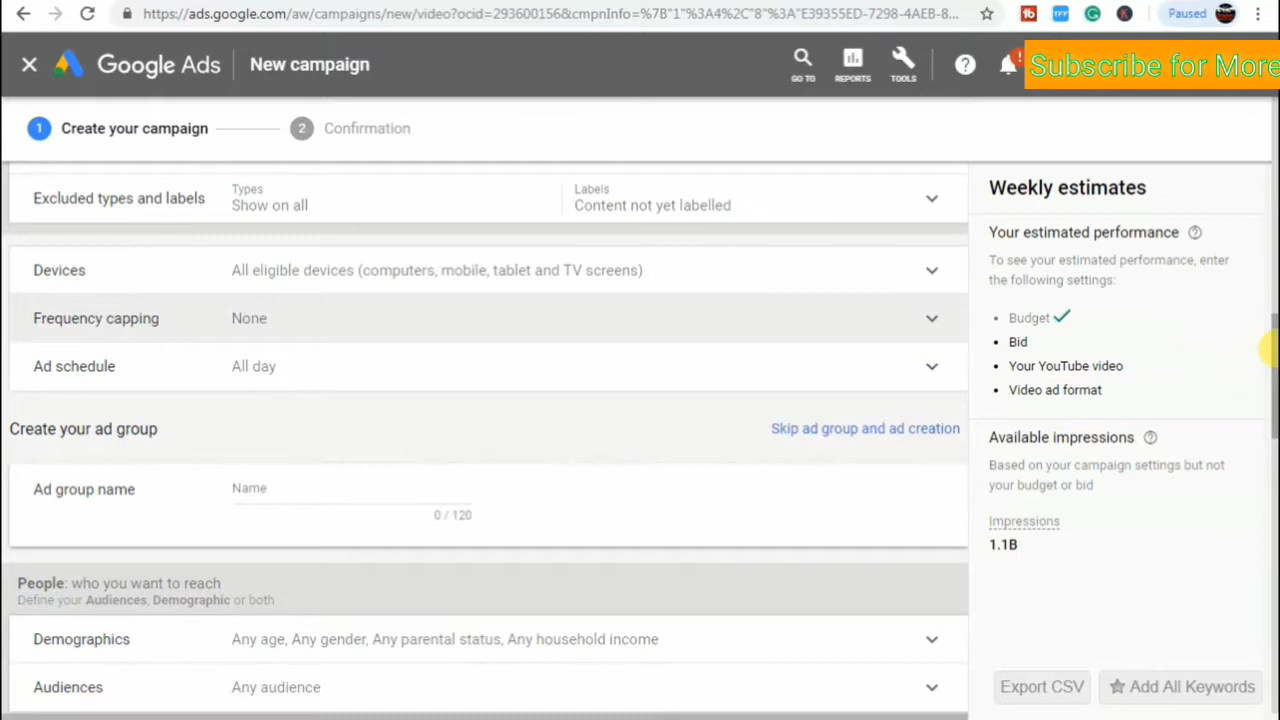 https://ads.google.com/aw/campaigns/new/video?ocid=293600156&cmpnInfo=%7B"1"%3A4%2C"8"%3A"E39355ED-7298-4AEB-8...
Paused
Google Ads
New campaign
GO TO
REPORTS
TOOLS
Subscribe for More
1 Create your campaign
2 Confirmation
Excluded types and labels
Types
Show on all
Labels
Content not yet labelled
Devices
All eligible devices (computers, mobile, tablet and TV screens)
Frequency capping
None
Ad schedule
All day
Create your ad group
Skip ad group and ad creation
Ad group name
Name
0 / 120
People: who you want to reach
Define your Audiences, Demographic or both
Demographics
Any age, Any gender, Any parental status, Any household income
Audiences
Any audience
Weekly estimates
Your estimated performance
To see your estimated performance, enter
the following settings:
Budget
Bid
Your YouTube video
Video ad format
Available impressions
Based on your campaign settings but not
your budget or bid
Impressions
1.1B
Export CSV
Add All Keywords